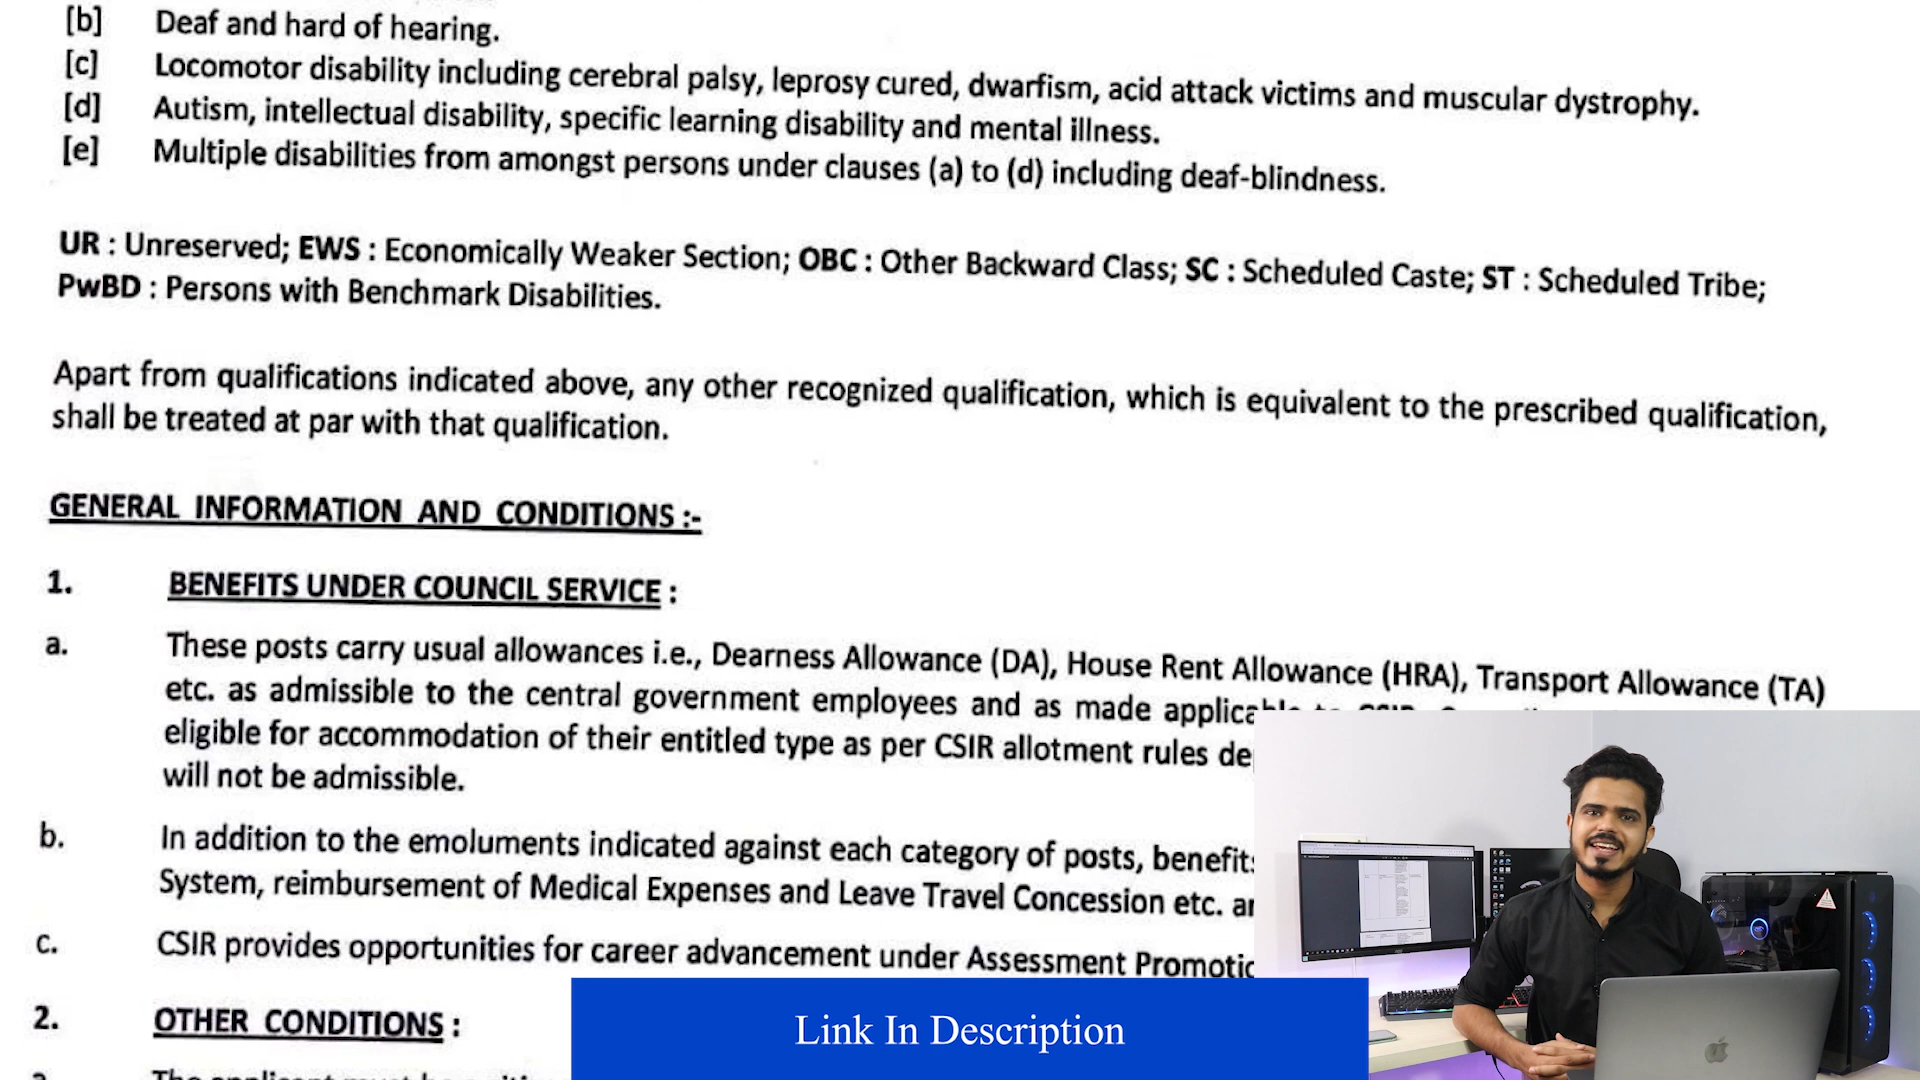 [b] Deaf and hard of hearing.
[c] Locomotor disability including cerebral palsy, leprosy cured, dwarfism, acid attack victims and muscular dystrophy.
[d] Autism, intellectual disability, specific learning disability and mental illness.
[e] Multiple disabilities from amongst persons under clauses (a) to (d) including deaf-blindness.
UR : Unreserved; EWS : Economically Weaker Section; OBC : Other Backward Class; SC : Scheduled Caste; ST : Scheduled Tribe;
PwBD : Persons with Benchmark Disabilities.
Apart from qualifications indicated above, any other recognized qualification, which is equivalent to the prescribed qualification,
shall be treated at par with that qualification.
GENERAL INFORMATION AND CONDITIONS :-
1. BENEFITS UNDER COUNCIL SERVICE :
a. These posts carry usual allowances i.e., Dearness Allowance (DA), House Rent Allowance (HRA), Transport Allowance (TA)
etc. as admissible to the central government employees and as made
eligible for accommodation of their entitled type as per CSIR allotment rules
will not be admissible.
b. In addition to the emoluments indicated against each category of posts,
System, reimbursement of Medical Expenses and Leave Travel Concession etc.
c. CSIR provides opportunities for career advancement under Assessment
2. OTHER CONDITIONS :
Link In Description